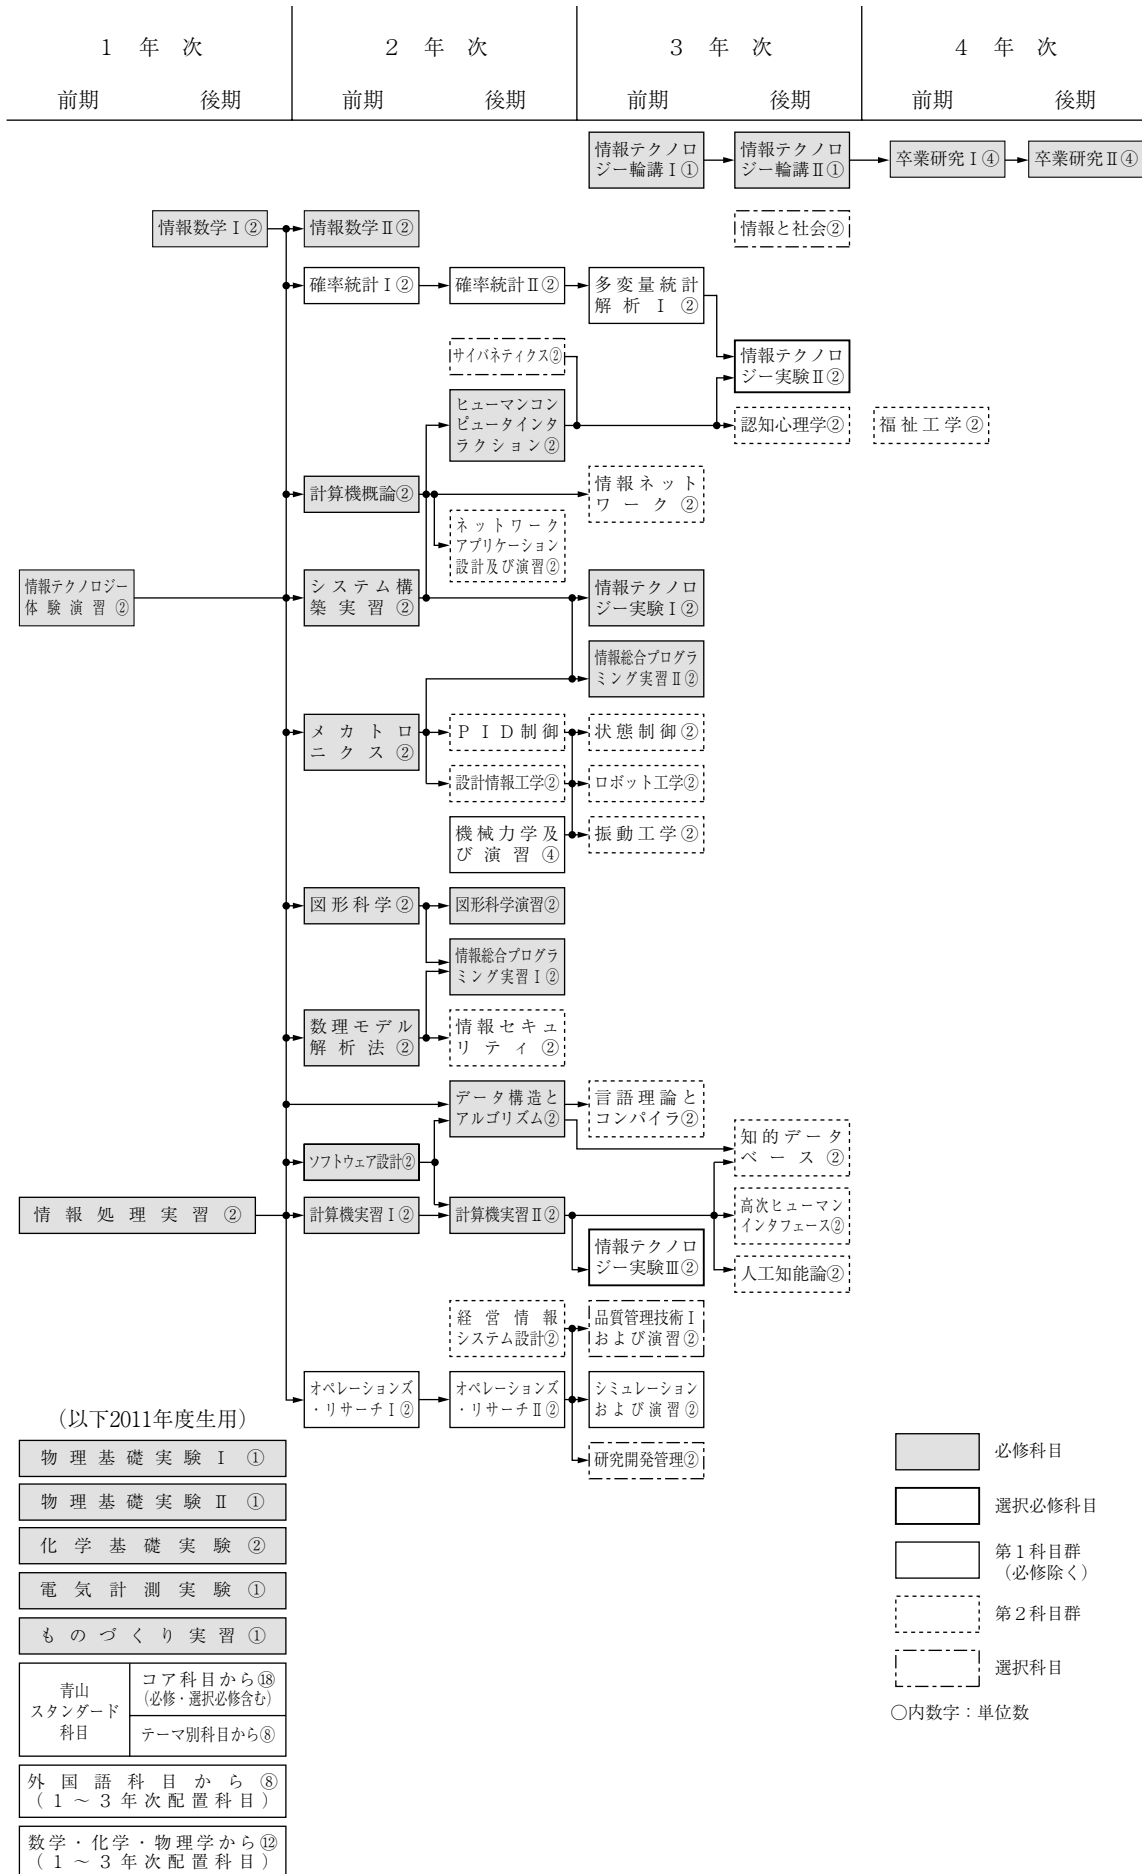 1 年 次
2 年 次
3 年 次
4 年 次
前期
後期
前期
後期
前期
後期
前期
後期
情報テクノロ
ジー輪講Ⅰ①
情報テクノロ
ジー輪講Ⅱ①
卒業研究Ⅰ④
卒業研究Ⅱ④
情報数学Ⅰ②
情報数学Ⅱ②
情報と社会②
確率統計Ⅰ②
確率統計Ⅱ②
多変量統計
解析Ⅰ②
サイバネティクス②
情報テクノロ
ジー実験Ⅱ②
ヒューマンコン
ピュータインタ
ラクション②
認知心理学②
福祉工学②
計算機概論②
情報ネット
ワーク②
ネットワーク
アプリケーション
設計及び演習②
情報テクノロジー
体験演習②
システム構
築実習②
情報テクノロ
ジー実験Ⅰ②
情報総合プログラ
ミング実習Ⅱ②
メカトロ
ニクス②
PID制御
状態制御②
設計情報工学②
ロボット工学②
機械力学及
び演習④
振動工学②
図形科学②
図形科学演習②
情報総合プログラ
ミング実習Ⅰ②
数理モデル
解析法②
情報セキュ
リティ②
データ構造と
アルゴリズム②
言語理論と
コンパイラ②
知的データ
ベース②
ソフトウェア設計②
情報処理実習②
計算機実習Ⅰ②
計算機実習Ⅱ②
高次ヒューマン
インタフェース②
情報テクノロ
ジー実験Ⅲ②
人工知能論②
経営情報
システム設計②
品質管理技術Ⅰ
および演習②
オペレーションズ
・リサーチⅠ②
オペレーションズ
・リサーチⅡ②
シミュレーション
および演習②
研究開発管理②
(以下2011年度生用)
物理基礎実験Ⅰ①
物理基礎実験Ⅱ①
化学基礎実験②
電気計測実験①
ものづくり実習①
青山
スタンダード
科目
コア科目から⑱
(必修・選択必修含む)
テーマ別科目から⑧
外国語科目から⑧
(1~3年次配置科目)
数学・化学・物理学から⑫
(1~3年次配置科目)
必修科目
選択必修科目
第1科目群
(必修除く)
第2科目群
選択科目
○内数字:単位数